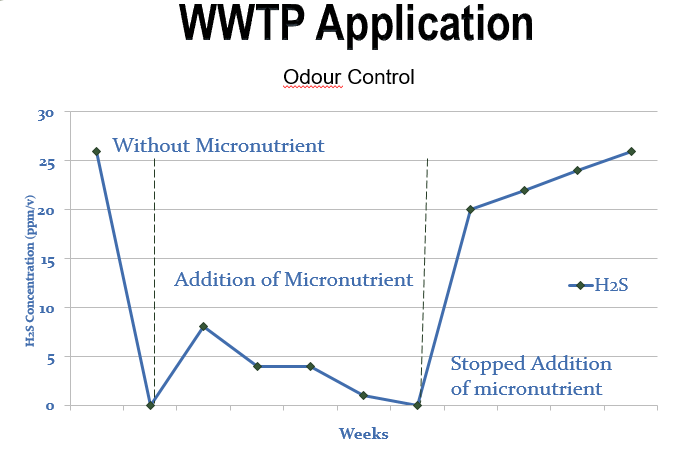 WWTP Application
Odour Control
30
25
20
15
10
5
0
H2S Concentration (ppm/v)
Without Micronutrient
Addition of Micronutrient
H2S
Stopped Addition
of micronutrient
Weeks